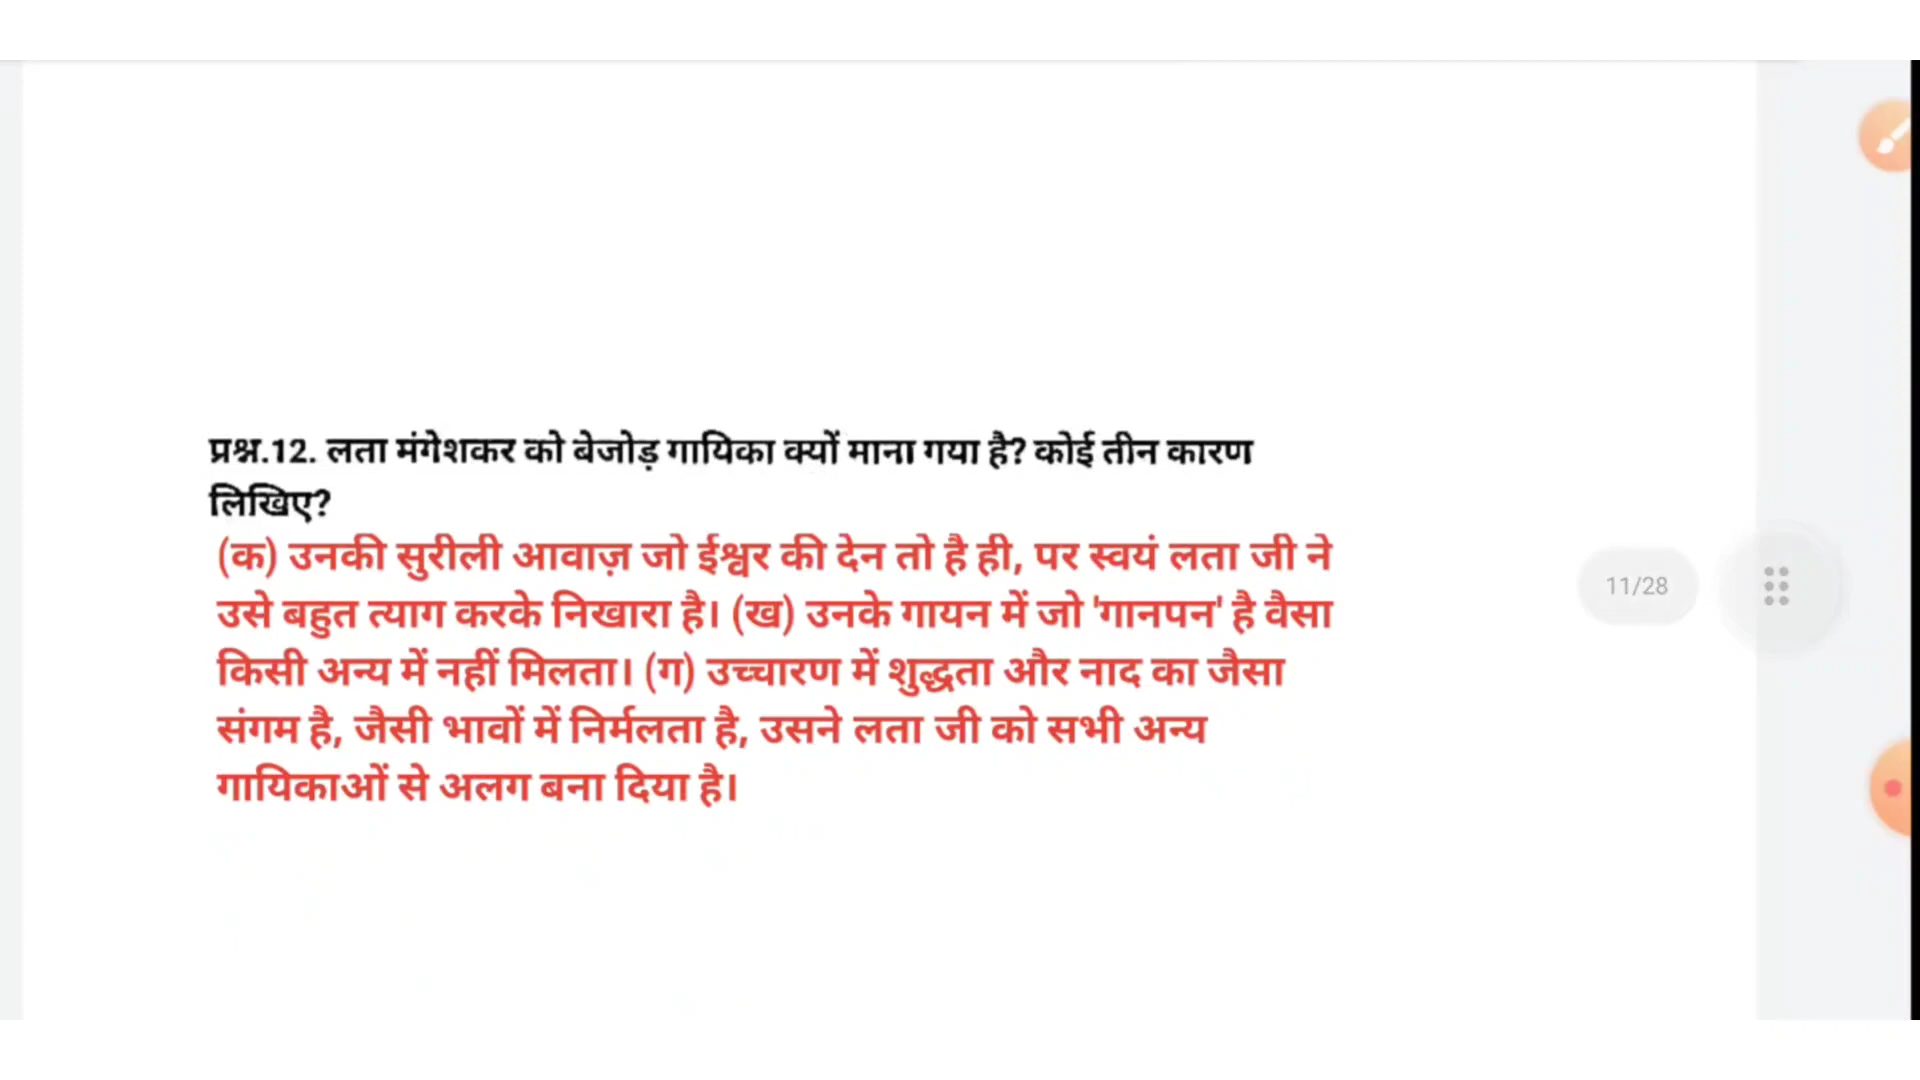 प्रश्न.12. लता मंगेशकर को बेजोड़ गायिका क्यों माना गया है? कोई तीन कारण
लिखिए?
(क) उनकी सुरीली आवाज़ जो ईश्वर की देन तो है ही, पर स्वयं लता जी ने
उसे बहुत त्याग करके निखारा है। (ख) उनके गायन में जो 'गानपन' है वैसा
किसी अन्य में नहीं मिलता। (ग) उच्चारण में शुद्धता और नाद का जैसा
संगम है, जैसी भावों में निर्मलता है, उसने लता जी को सभी अन्य
गायिकाओं से अलग बना दिया है।
11/28